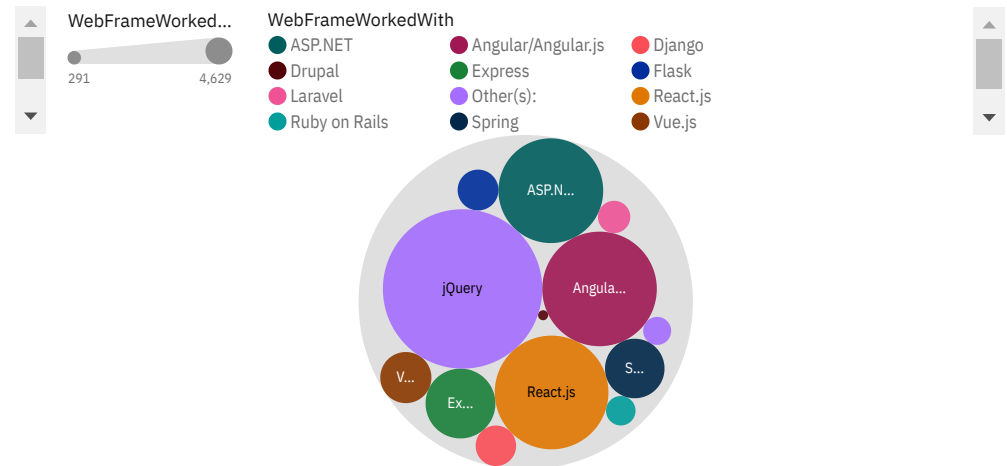 WebFrameWorked...
291
4,629
WebFrameWorkedWith
ASP.NET
Angular/Angular.js
Django
Drupal
Express
Flask
Laravel
Other(s):
React.js
Ruby on Rails
Spring
Vue.js
ASP.N...
jQuery
Angula...
S...
V...
React.js
Ex...